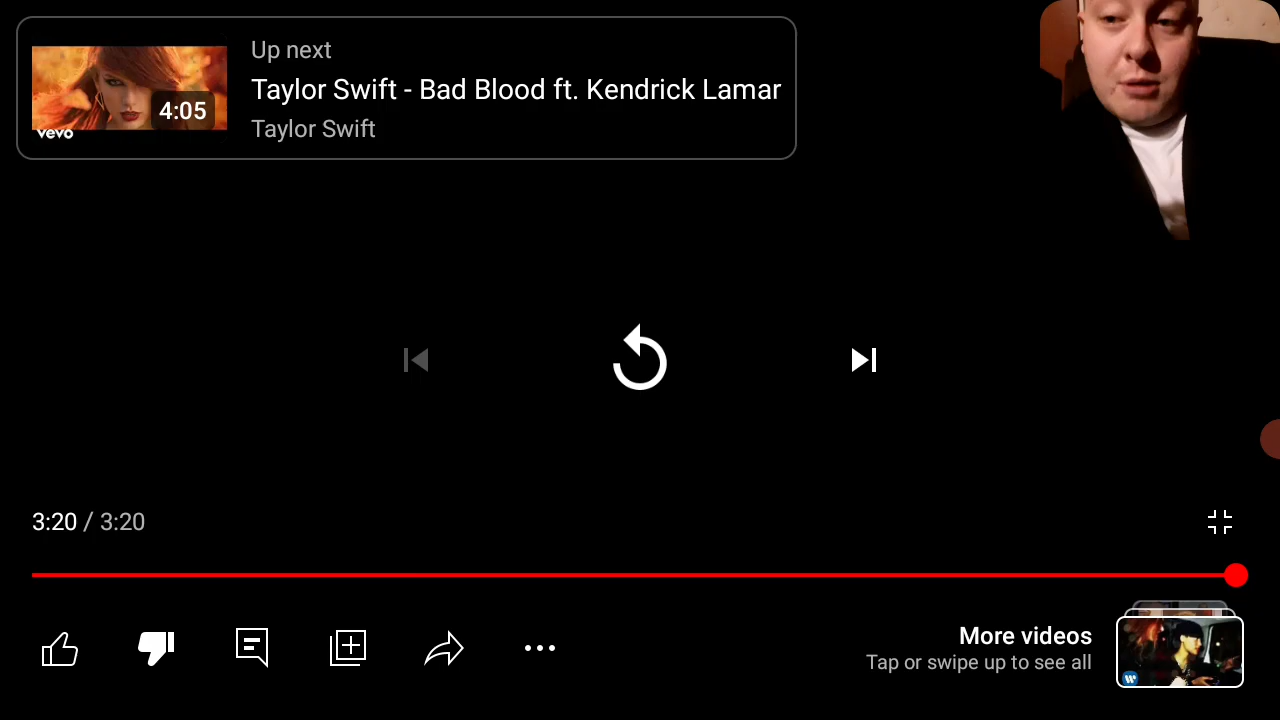 Up next
Taylor Swift - Bad Blood ft. Kendrick Lamar
Taylor Swift
4:05
vevo
3:20 / 3:20
More videos
Tap or swipe up to see all
W